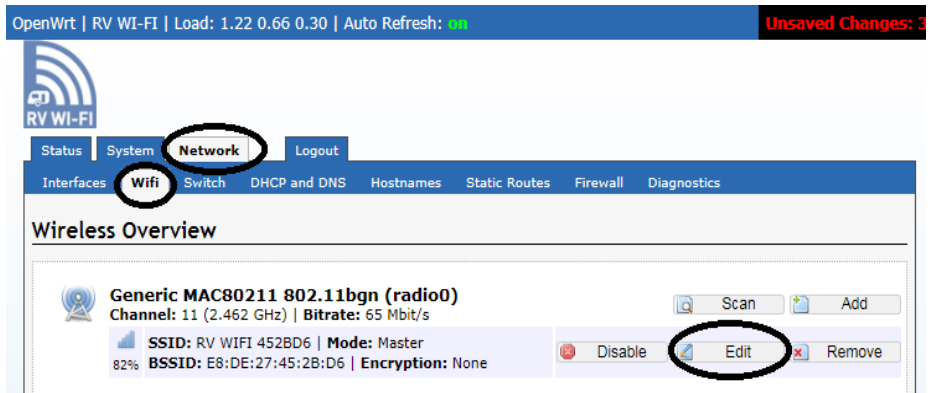 OpenWrt | RV WI-FI | Load: 1.22 0.66 0.30 | Auto Refresh: on Unsaved Changes: 3
RV WI-FI
Status System Network Logout
Interfaces Wifi Switch DHCP and DNS Hostnames Static Routes Firewall Diagnostics
Wireless Overview
Generic MAC80211 802.11bgn (radio0) Scan Add
Channel: 11 (2.462 GHz) | Bitrate: 65 Mbit/s
SSID: RV WIFI 452BD6 | Mode: Master Disable Edit Remove
82% BSSID: E8:DE:27:45:2B:D6 | Encryption: None